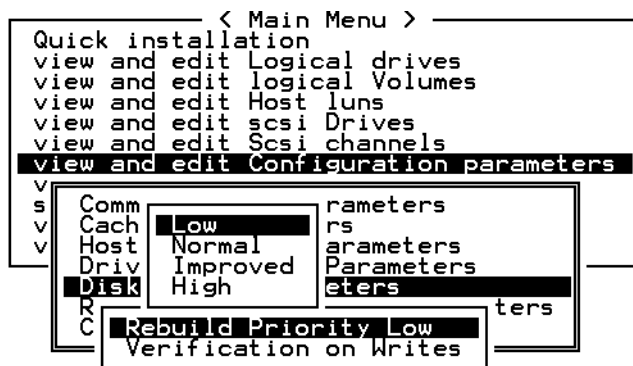 < Main Menu >
Quick installation
view and edit Logical drives
view and edit logical Volumes
view and edit Host luns
view and edit scsi Drives
view and edit Scsi channels
view and edit Configuration parameters
v
s Comm rameters
v Cach Low rs
v Host Normal arameters
Driv Improved Parameters
Disk High eters
R ters
C Rebuild Priority Low
Verification on Writes